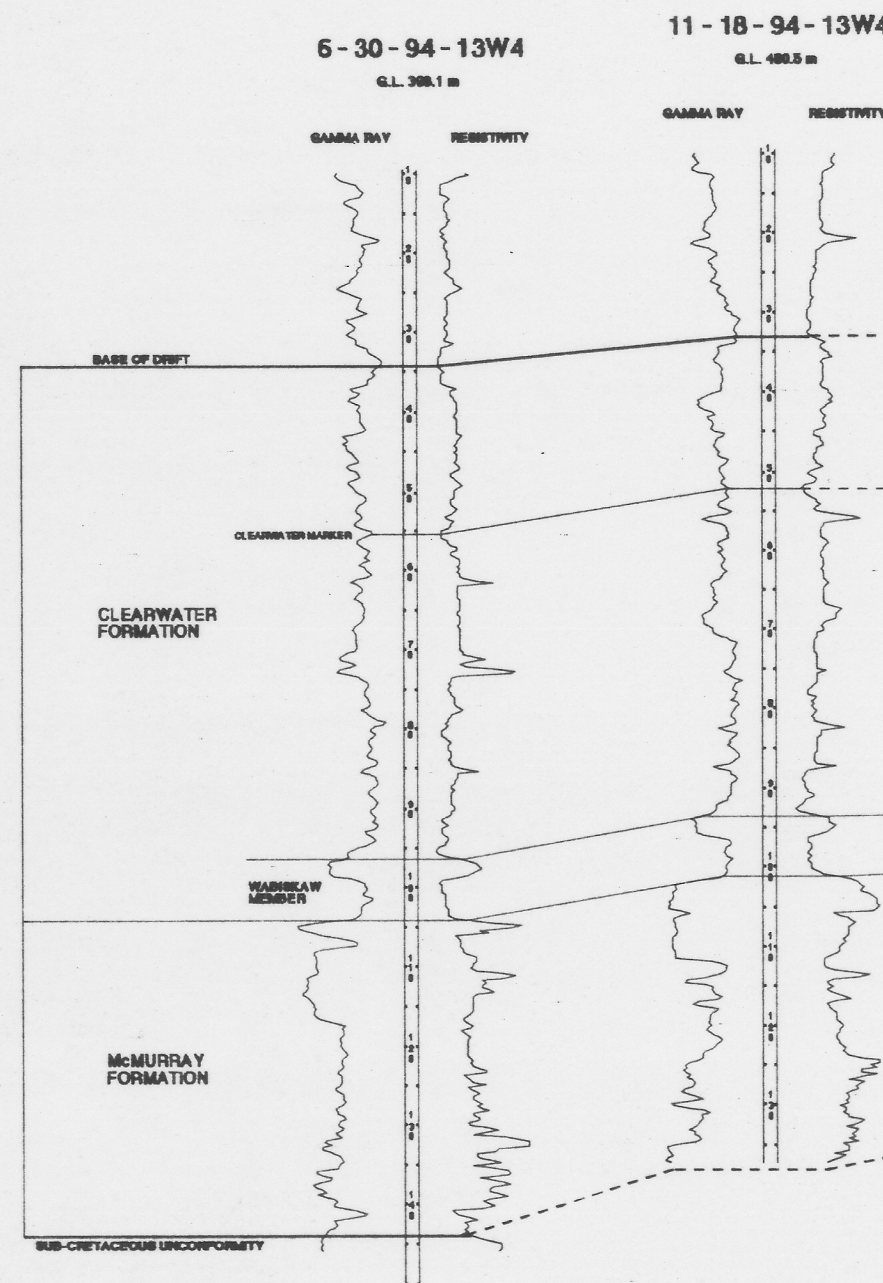 6 - 30 - 94 - 13W4
11 - 18 - 94 - 13W4
GAMMA RAY
RESISTIVITY
GAMMA RAY
RESISTIVITY
BASE OF DRIFT
CLEARWATER MARKER
CLEARWATER
FORMATION
WABISKAW
MEMBER
McMURRAY
FORMATION
SUB-CRETACEOUS UNCONFORMITY